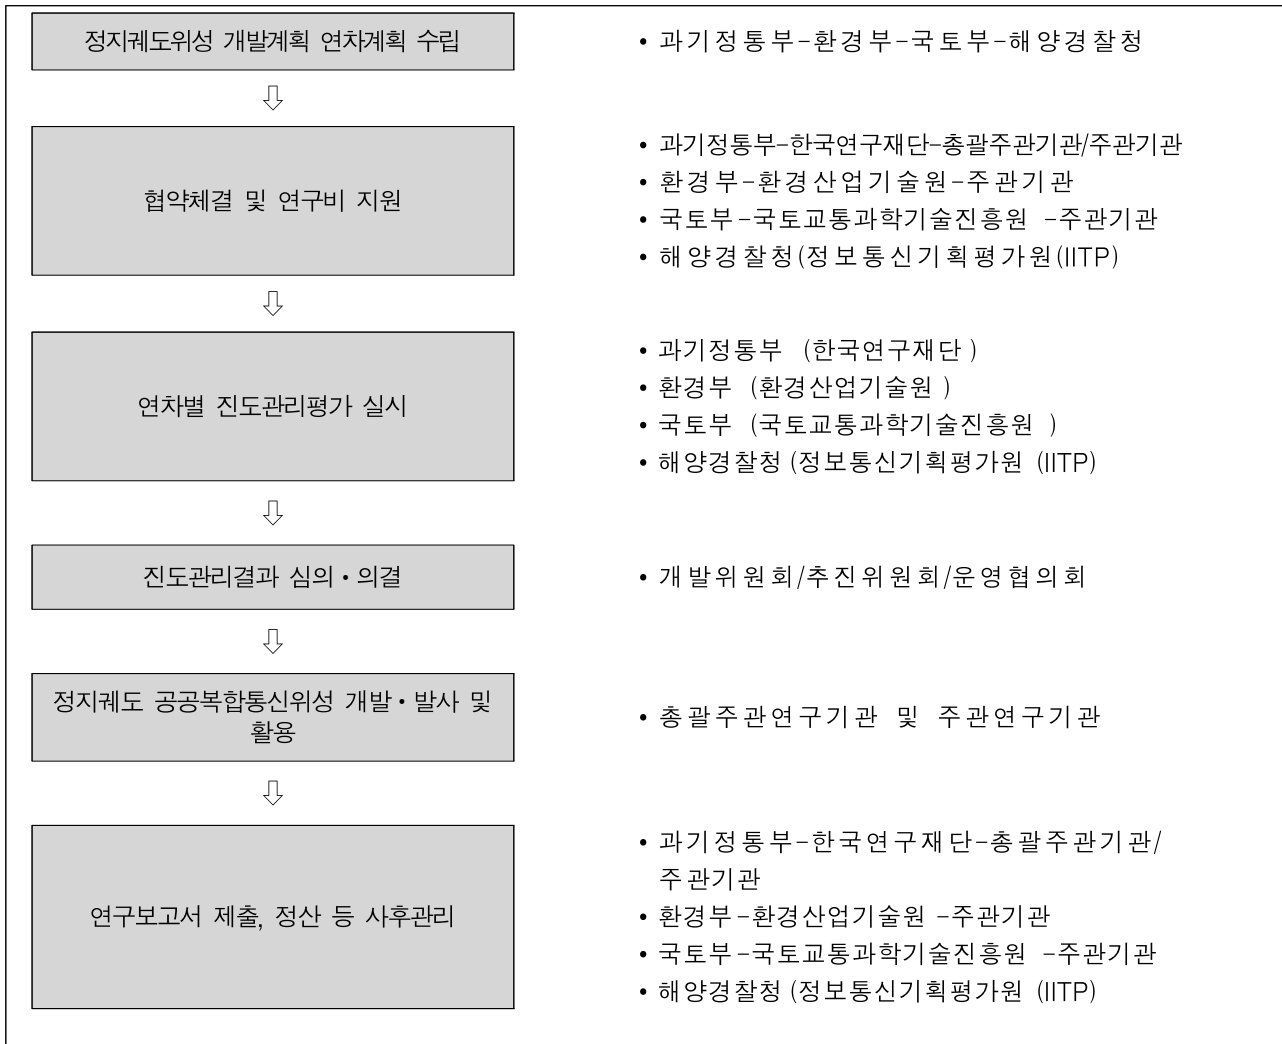 정지궤도위성 개발계획 연차계획 수립
• 과기정통부-환경부-국토부-해양경찰청
⇩
협약체결 및 연구비 지원
• 과기정통부-한국연구재단-총괄주관기관/주관기관
• 환경부-환경산업기술원-주관기관
• 국토부-국토교통과학기술진흥원 -주관기관
• 해양경찰청(정보통신기획평가원(IITP)
⇩
연차별 진도관리평가 실시
• 과기정통부 (한국연구재단)
• 환경부 (환경산업기술원 )
• 국토부 (국토교통과학기술진흥원 )
• 해양경찰청 (정보통신기획평가원 (IITP)
⇩
진도관리결과 심의·의결
• 개발위원회/추진위원회/운영협의회
⇩
정지궤도 공공복합통신위성 개발·발사 및
활용
• 총괄주관연구기관 및 주관연구기관
⇩
연구보고서 제출, 정산 등 사후관리
• 과기정통부-한국연구재단-총괄주관기관/
주관기관
• 환경부-환경산업기술원 -주관기관
• 국토부-국토교통과학기술진흥원 -주관기관
• 해양경찰청 (정보통신기획평가원 (IITP)